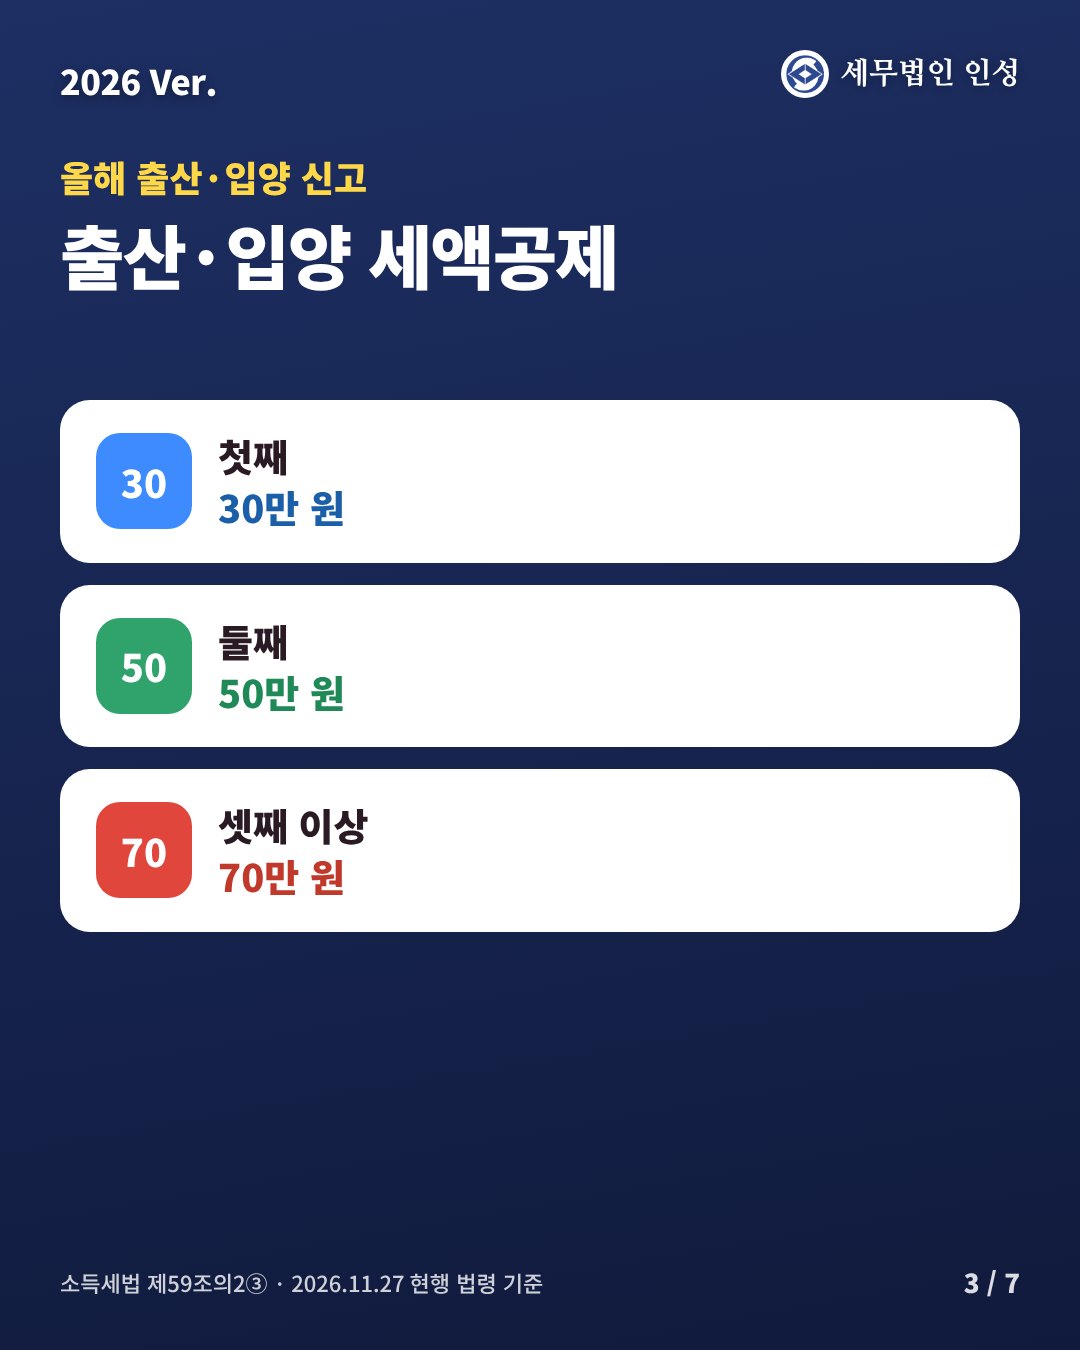 2026 Ver.
세무법인 인성
올해 출산·입양 신고
출산·입양 세액공제
30
첫째
30만 원
50
둘째
50만 원
70
셋째 이상
70만 원
소득세법 제59조의2③ · 2026.11.27 현행 법령 기준
3 / 7